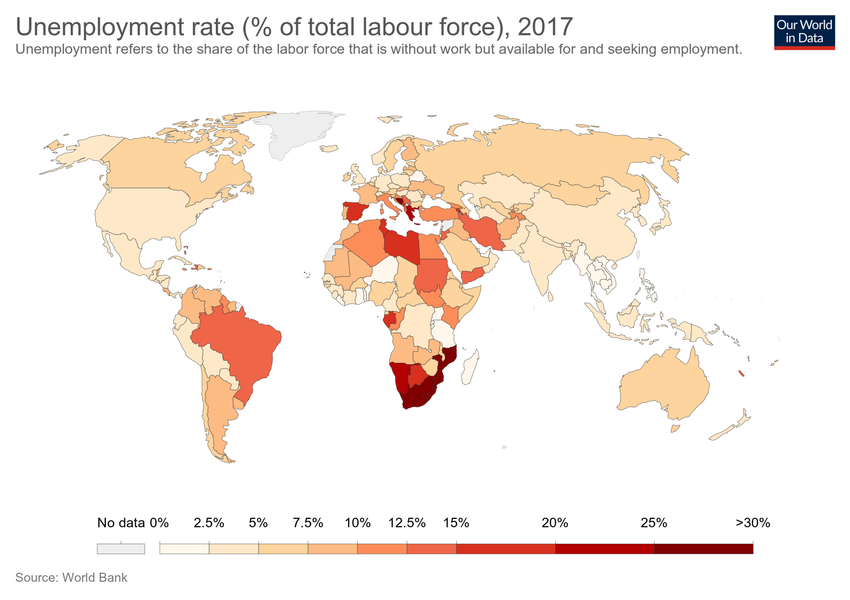 Unemployment rate (% of total labour force), 2017
Our World
in Data
Unemployment refers to the share of the labor force that is without work but available for and seeking employment.
No data 0% 2.5% 5% 7.5% 10% 12.5% 15% 20% 25% >30%
Source: World Bank